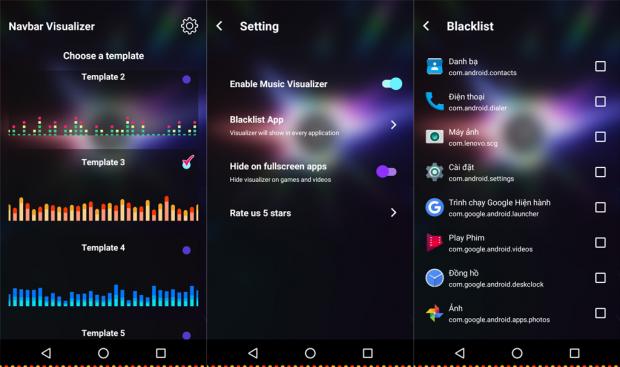 Navbar Visualizer
Choose a template
Template 2
Template 3
Template 4
Template 5
Setting
Enable Music Visualizer
Blacklist App
Visualizer will show in every application
Hide on fullscreen apps
Hide visualizer on games and videos
Rate us 5 stars
Blacklist
Danh bạ
com.android.contacts
Điện thoại
com.android.dialer
Máy ảnh
com.lenovo.scg
Cài đặt
com.android.settings
Trình chạy Google Hiện hành
com.google.android.launcher
Play Phim
com.google.android.videos
Đồng hồ
com.google.android.deskclock
Ảnh
com.google.android.apps.photos